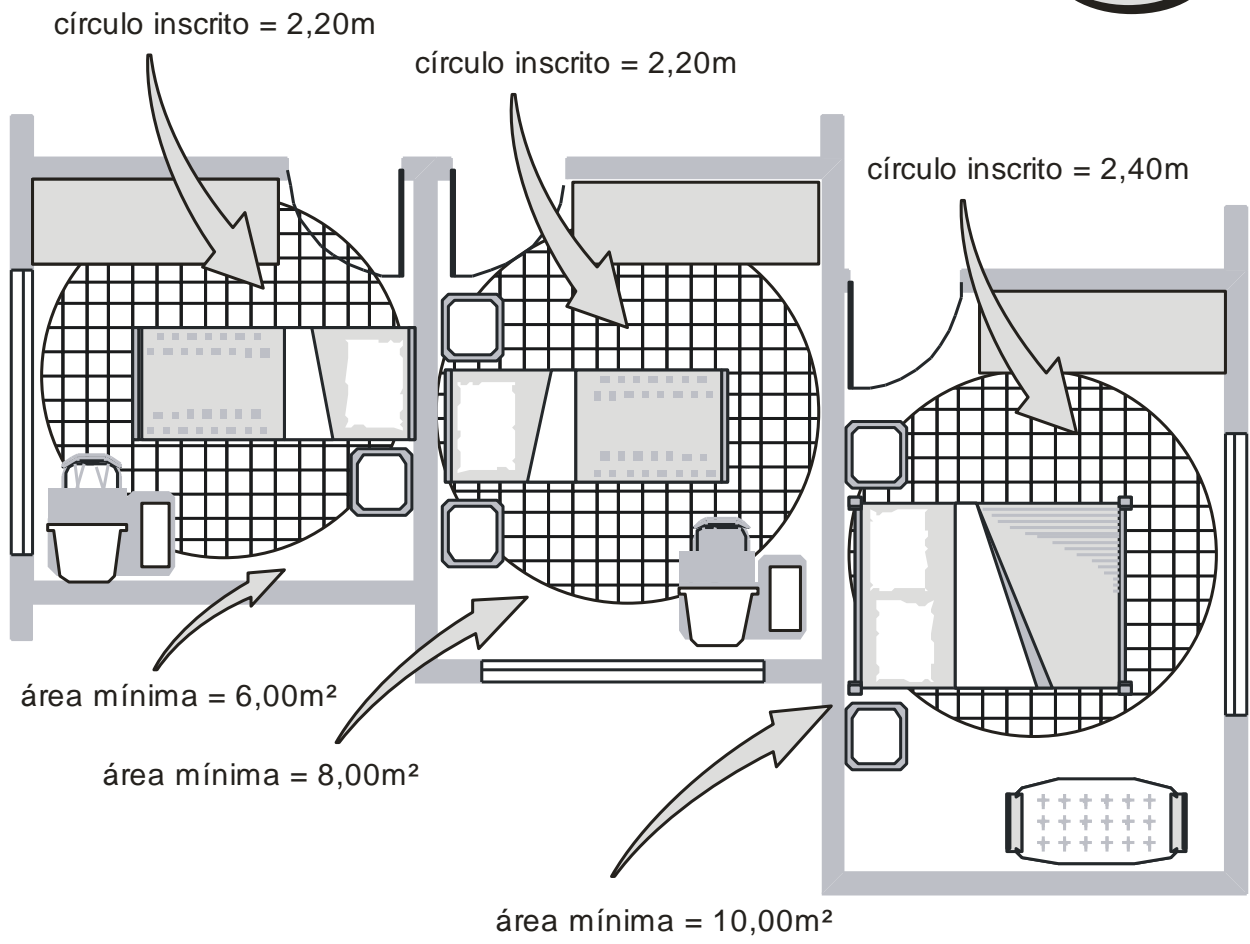 círculo inscrito = 2,20m
círculo inscrito = 2,20m
círculo inscrito = 2,40m
área mínima = 6,00m²
área mínima = 8,00m²
área mínima = 10,00m²